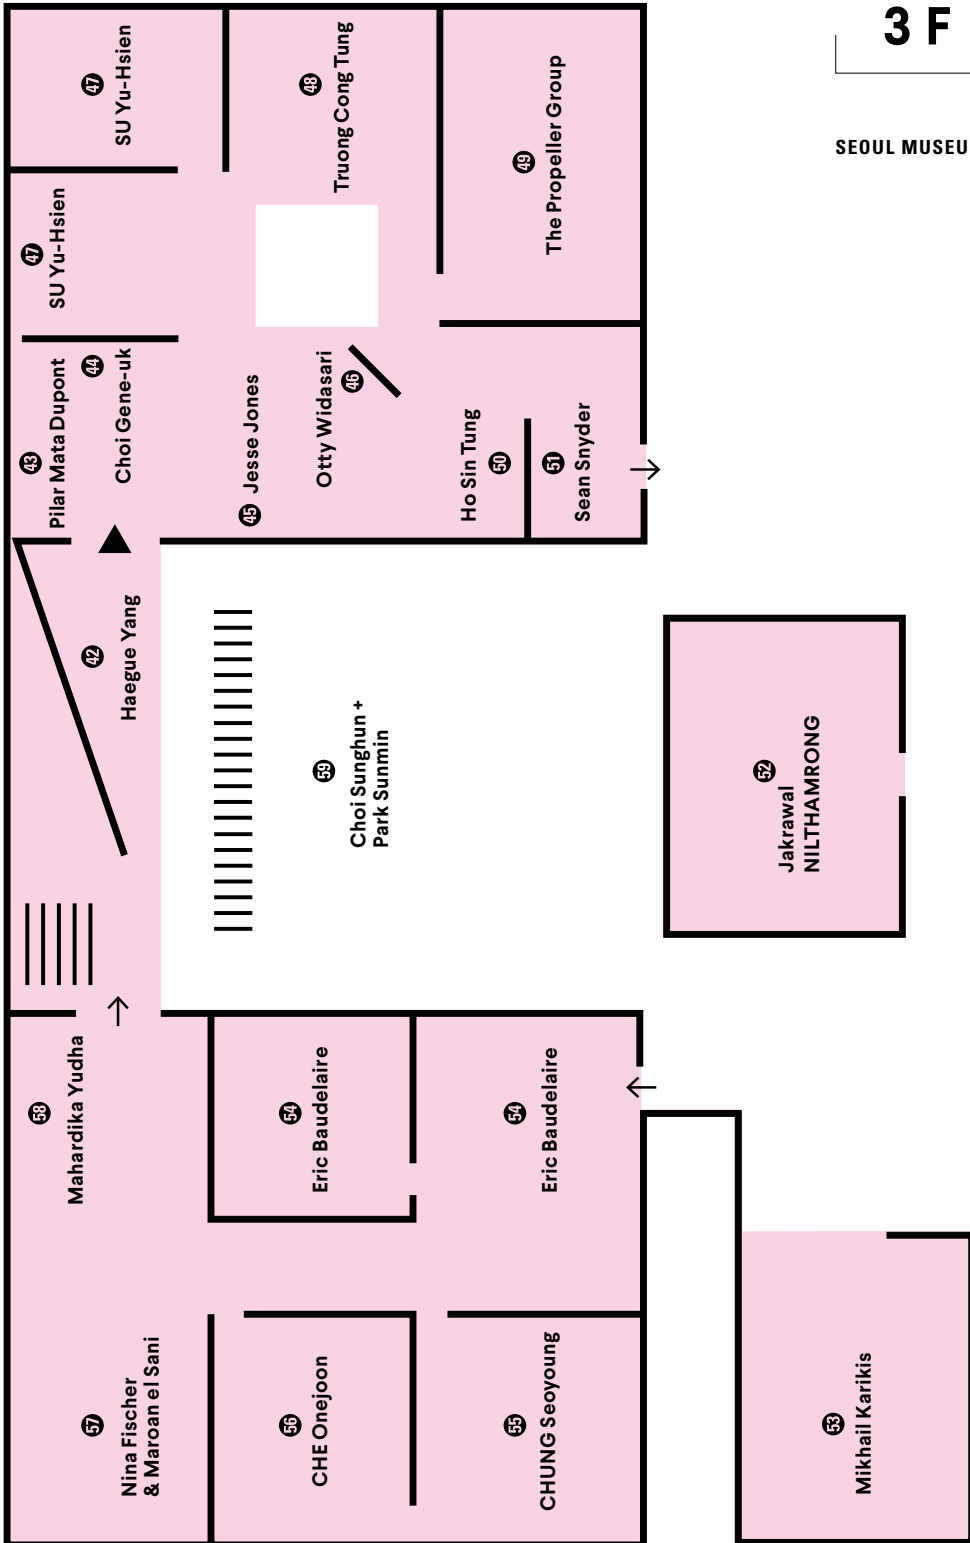 3 F
SEOUL MUSEU
47
SU Yu-Hsien
48
Truong Cong Tung
49
The Propeller Group
47
SU Yu-Hsien
43
Pilar Mata Dupont
44
Choi Gene-uk
45 Jesse Jones
Otty Widasari
46
Ho Sin Tung
50
51
Sean Snyder
42
Haegue Yang
59
Choi Sunghun +
Park Sunmin
52
Jakrawal
NILTHAMRONG
58
Mahardika Yudha
54
Eric Baudelaire
54
Eric Baudelaire
57
Nina Fischer
& Maroan el Sani
56
CHE Onejoon
55
CHUNG Seoyoung
53
Mikhail Karikis